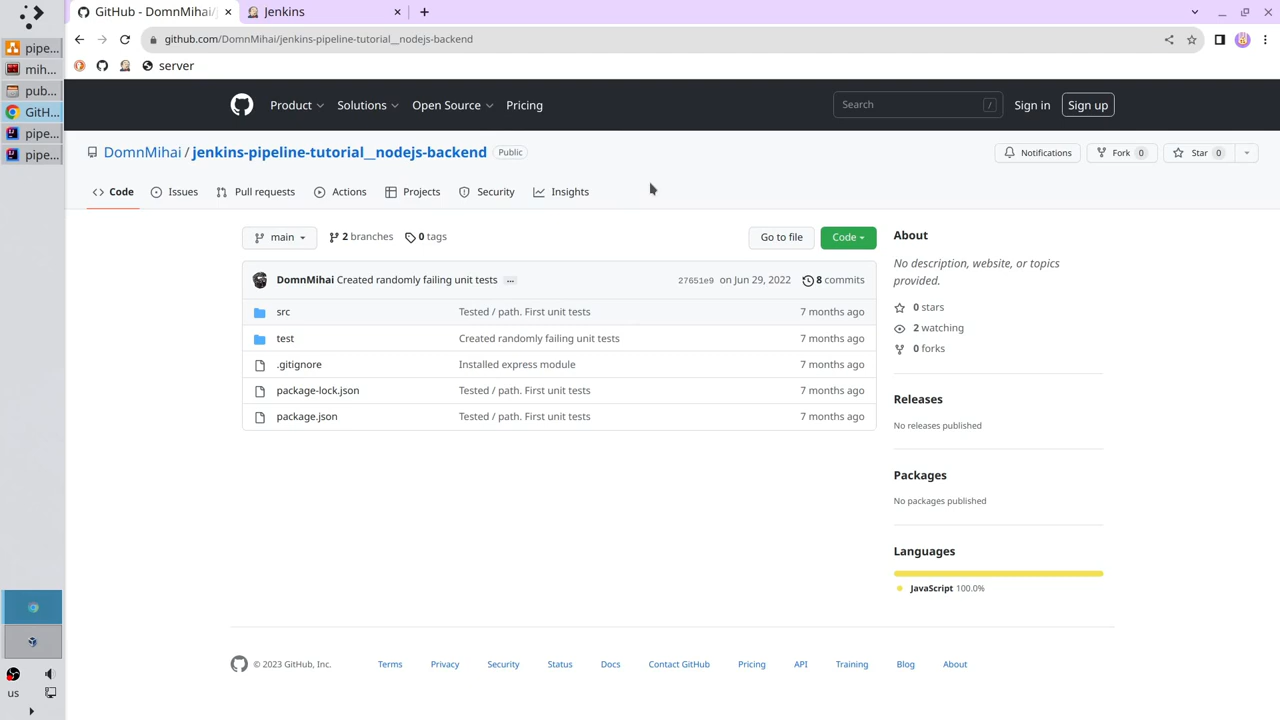 GitHub - DomnMihai/
Jenkins
github.com/DomnMihai/jenkins-pipeline-tutorial__nodejs-backend
server
pipe...
mih...
pub...
GitH...
pipe...
pipe...
us
Product
Solutions
Open Source
Pricing
Search
/
Sign in
Sign up
DomnMihai / jenkins-pipeline-tutorial__nodejs-backend
Public
Notifications
Fork 0
Star 0
Code
Issues
Pull requests
Actions
Projects
Security
Insights
main
2 branches
0 tags
Go to file
Code
DomnMihai Created randomly failing unit tests ...
27651e9 on Jun 29, 2022
8 commits
src Tested / path. First unit tests 7 months ago
test Created randomly failing unit tests 7 months ago
.gitignore Installed express module 7 months ago
package-lock.json Tested / path. First unit tests 7 months ago
package.json Tested / path. First unit tests 7 months ago
About
No description, website, or topics
provided.
0 stars
2 watching
0 forks
Releases
No releases published
Packages
No packages published
Languages
JavaScript 100.0%
© 2023 GitHub, Inc.
Terms
Privacy
Security
Status
Docs
Contact GitHub
Pricing
API
Training
Blog
About